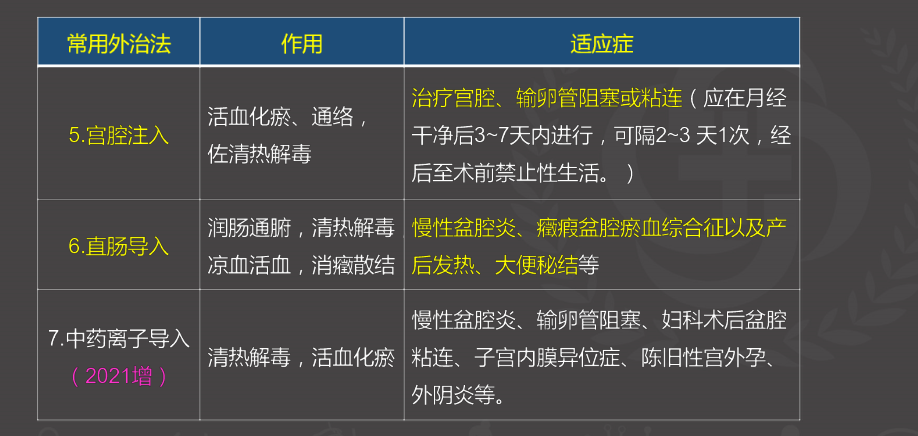 常用外治法 作用 适应症
5.宫腔注入
活血化瘀、通络，
佐清热解毒
治疗宫腔、输卵管阻塞或粘连（应在月经
干净后3~7天内进行，可隔2~3 天1次，经
后至术前禁止性生活。）
6.直肠导入
润肠通腑，清热解毒
凉血活血，消癥散结
慢性盆腔炎、癥瘕盆腔瘀血综合征以及产
后发热、大便秘结等
7.中药离子导入
（2021增）
清热解毒，活血化瘀
慢性盆腔炎、输卵管阻塞、妇科术后盆腔
粘连、子宫内膜异位症、陈旧性宫外孕、
外阴炎等。